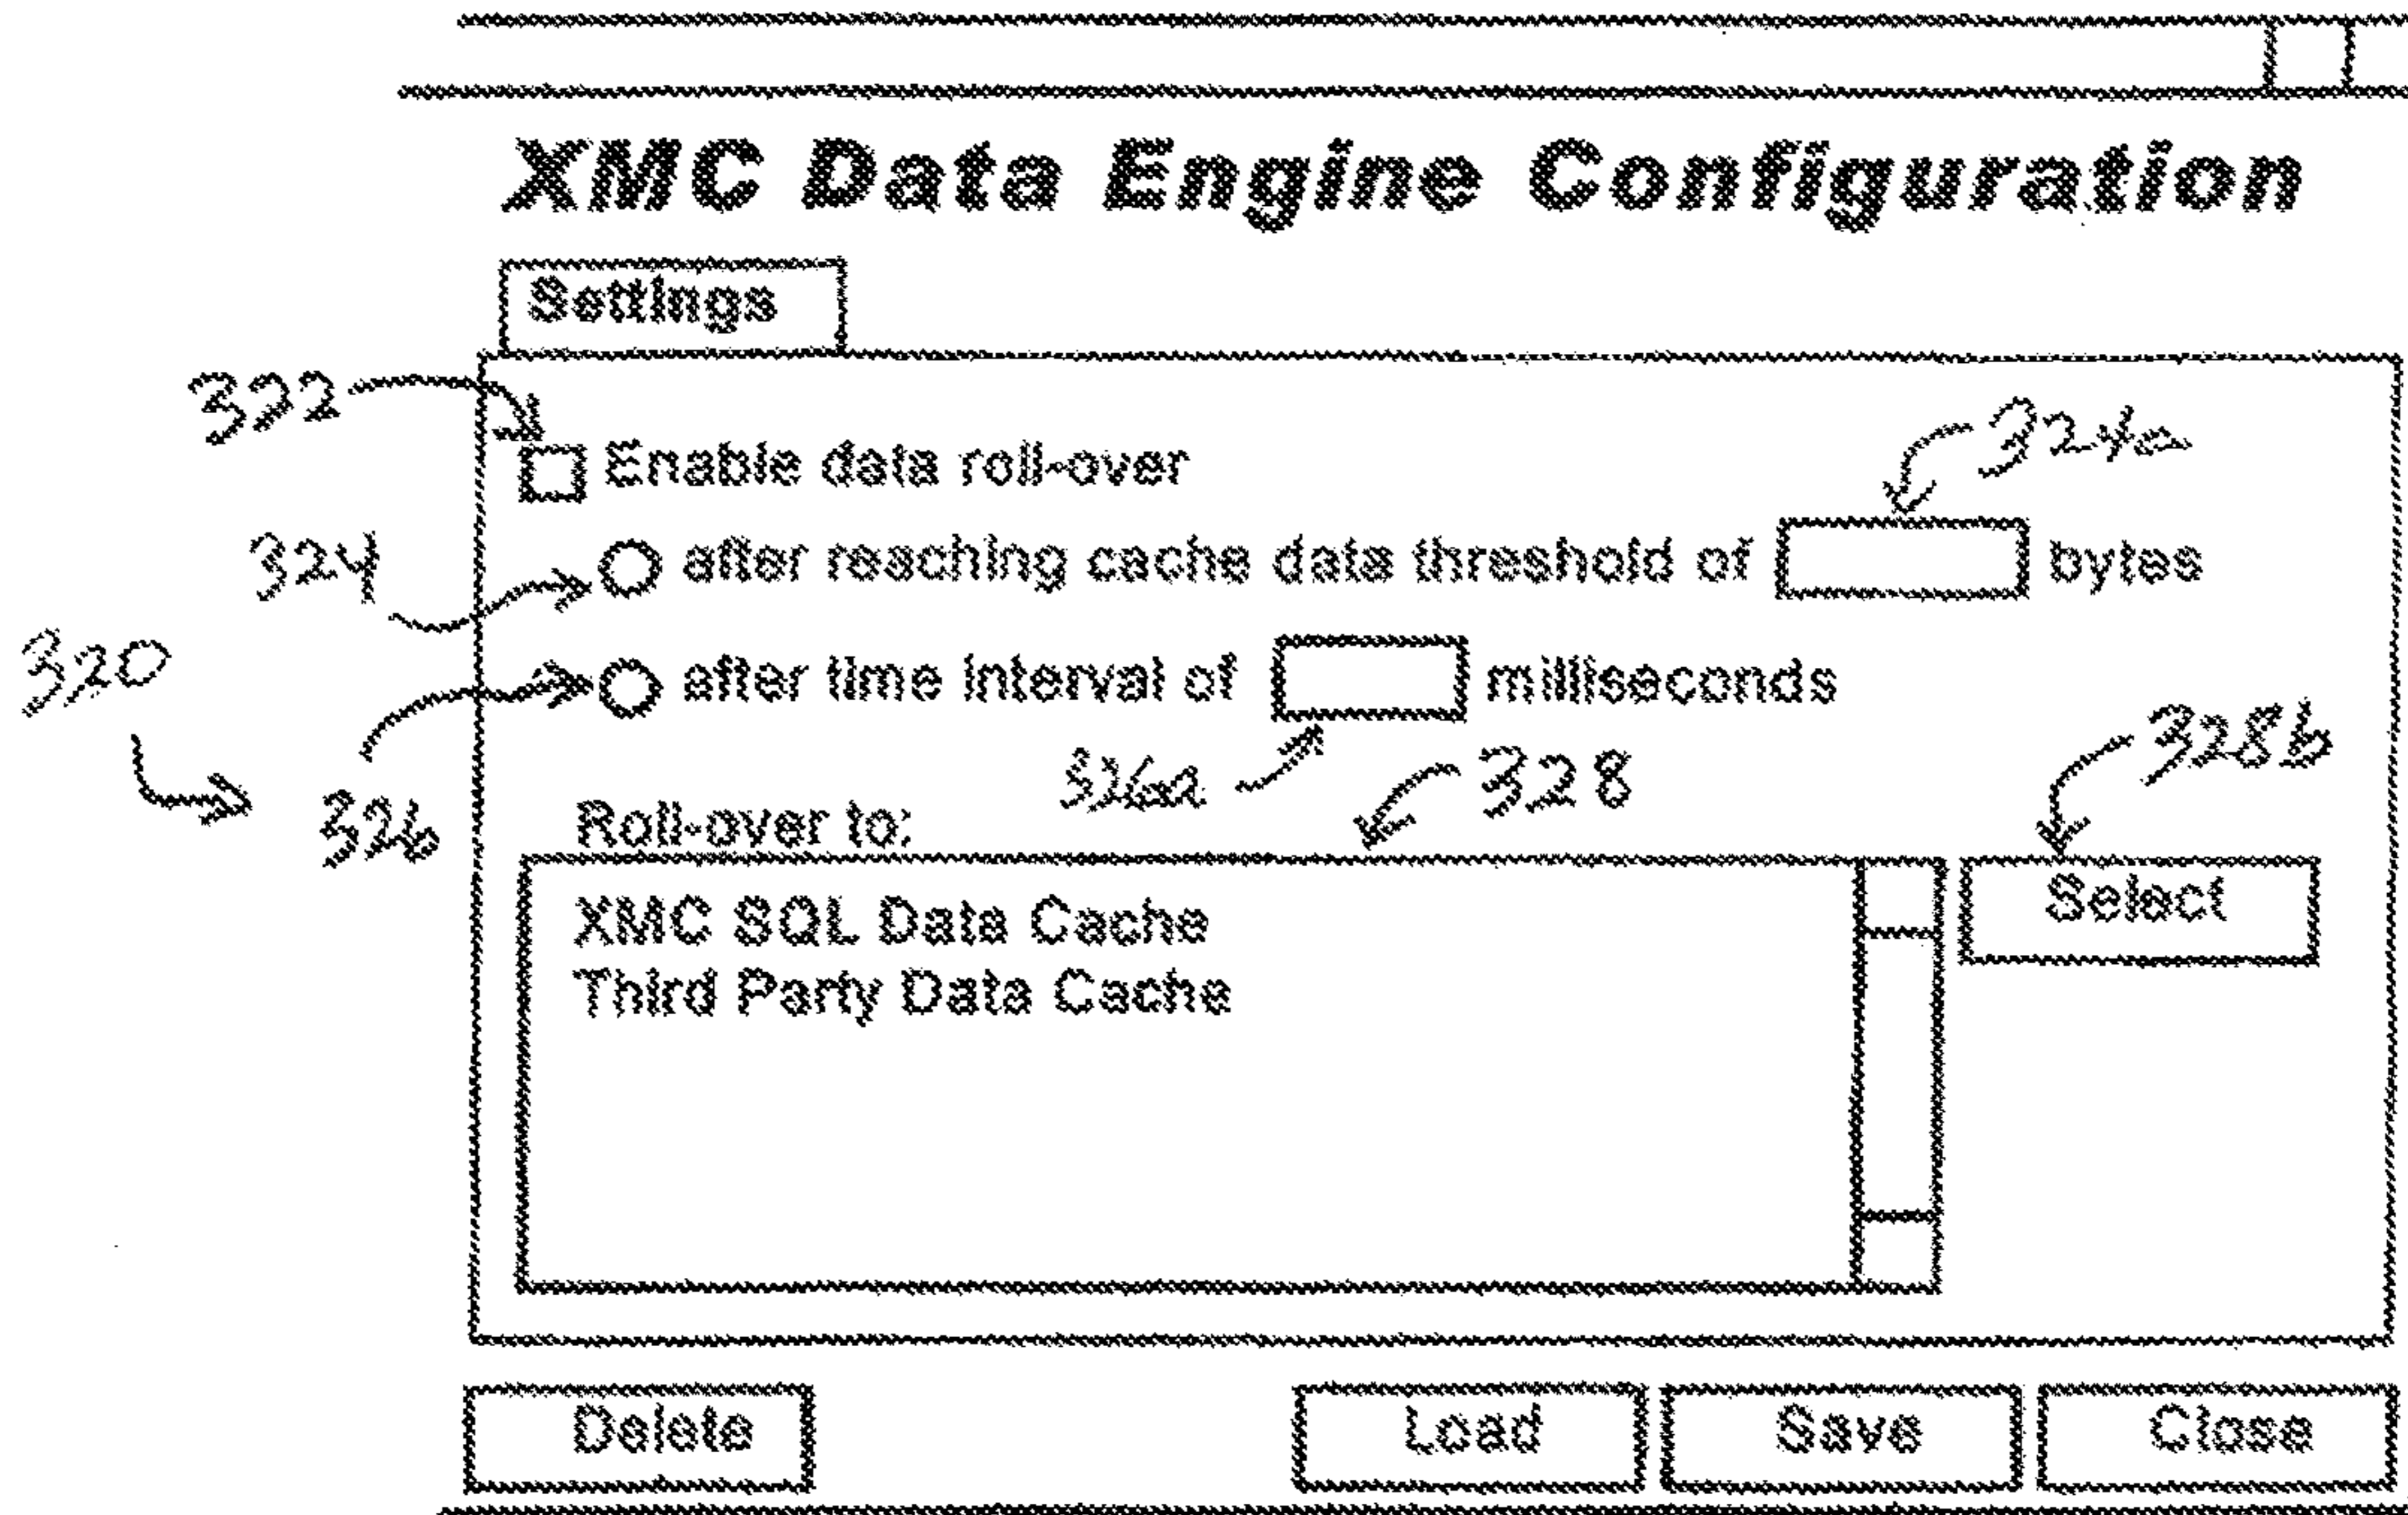 XMC Data Engine Configuration
Settings
322
Enable data roll-over
324a
324
after reaching cache data threshold of bytes
320
after time interval of milliseconds
326
326a
328
328b
Roll-over to:
XMC SQL Data Cache
Third Party Data Cache
Select
Delete
Load
Save
Close